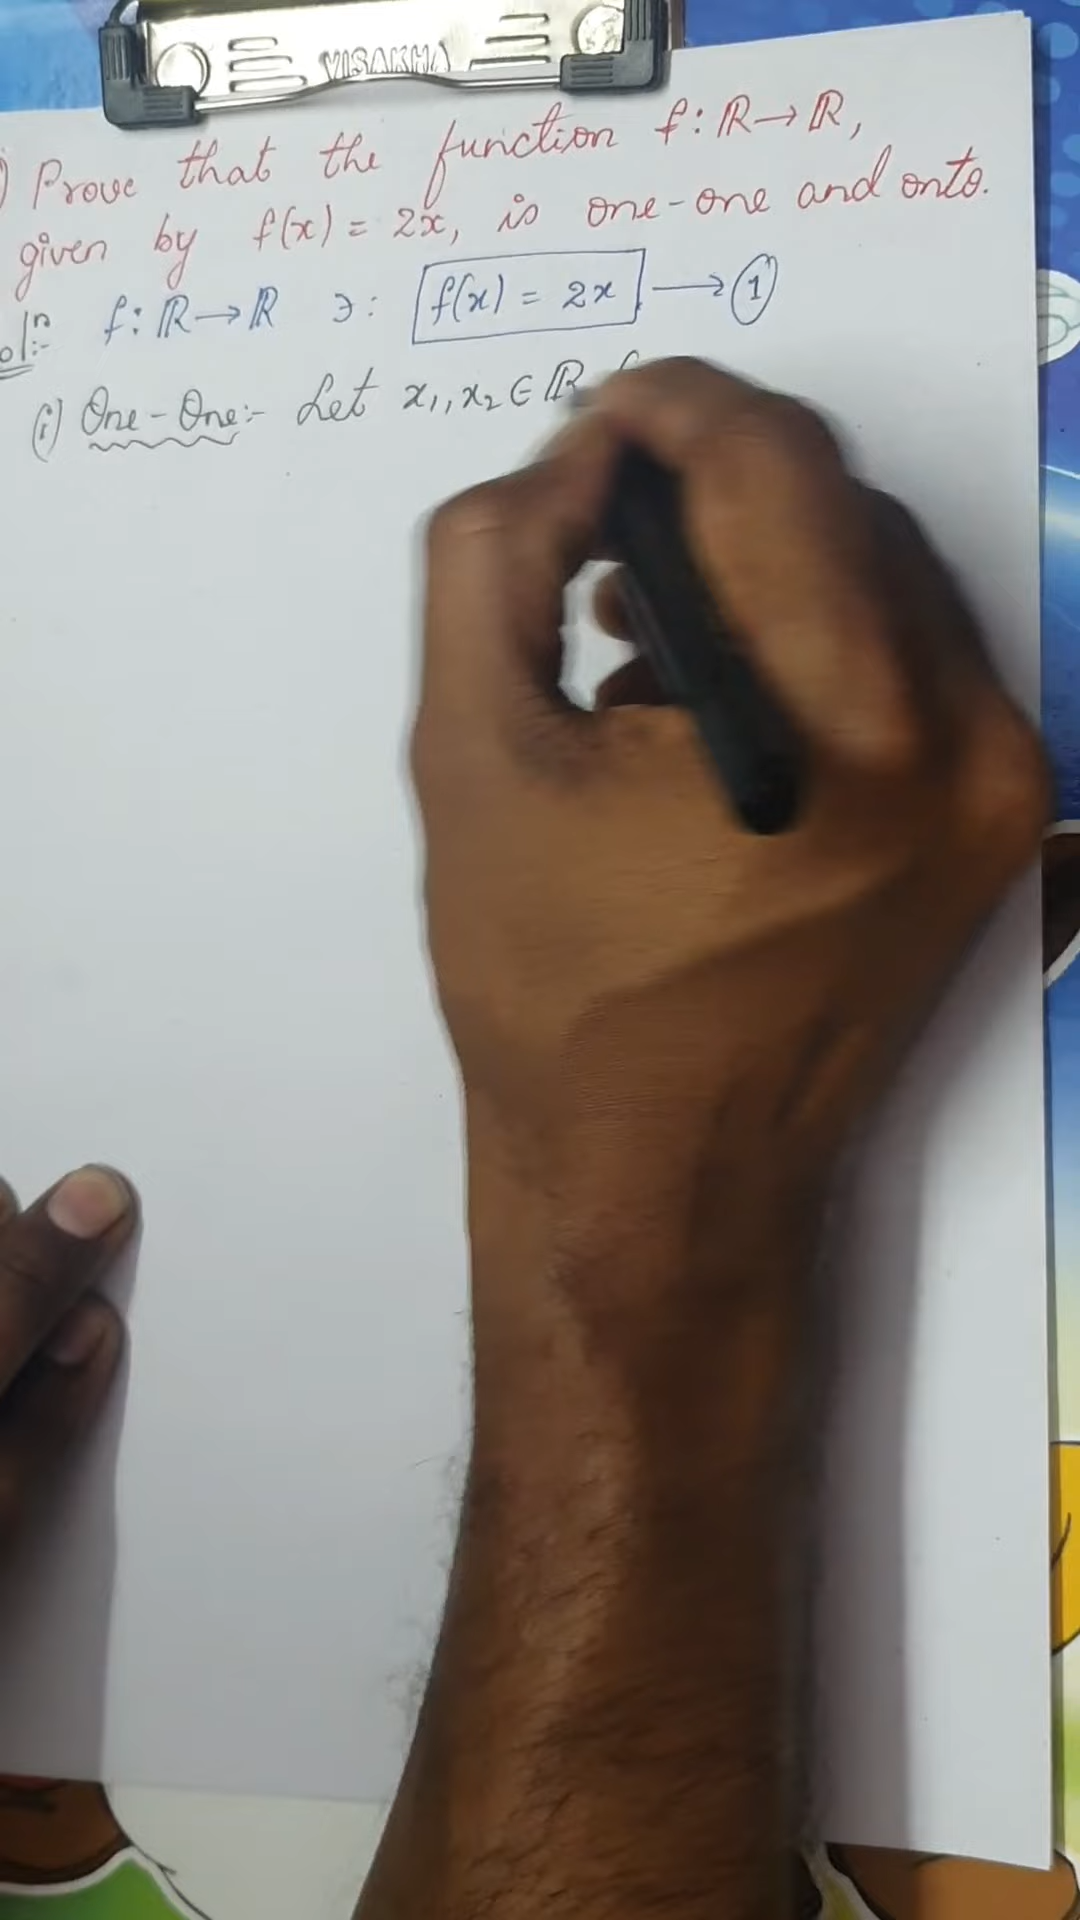 VISAKHA
) Prove that the function f: ℝ→ℝ,
given by f(x) = 2x, is one-one and onto.
Solⁿ:- f: ℝ→ℝ ∋: f(x) = 2x → ①
(i) One-One:- Let x₁, x₂ ∈ ℝ